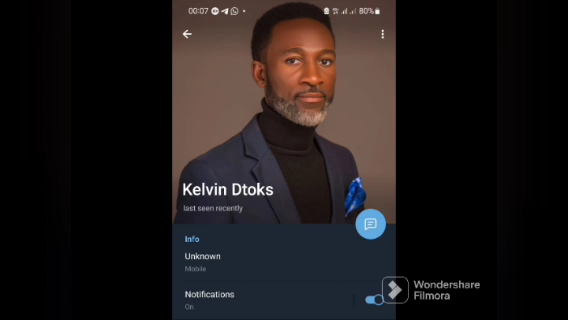 00:07
80%
Kelvin Dtoks
last seen recently
Info
Unknown
Mobile
Notifications
On
Wondershare
Filmora